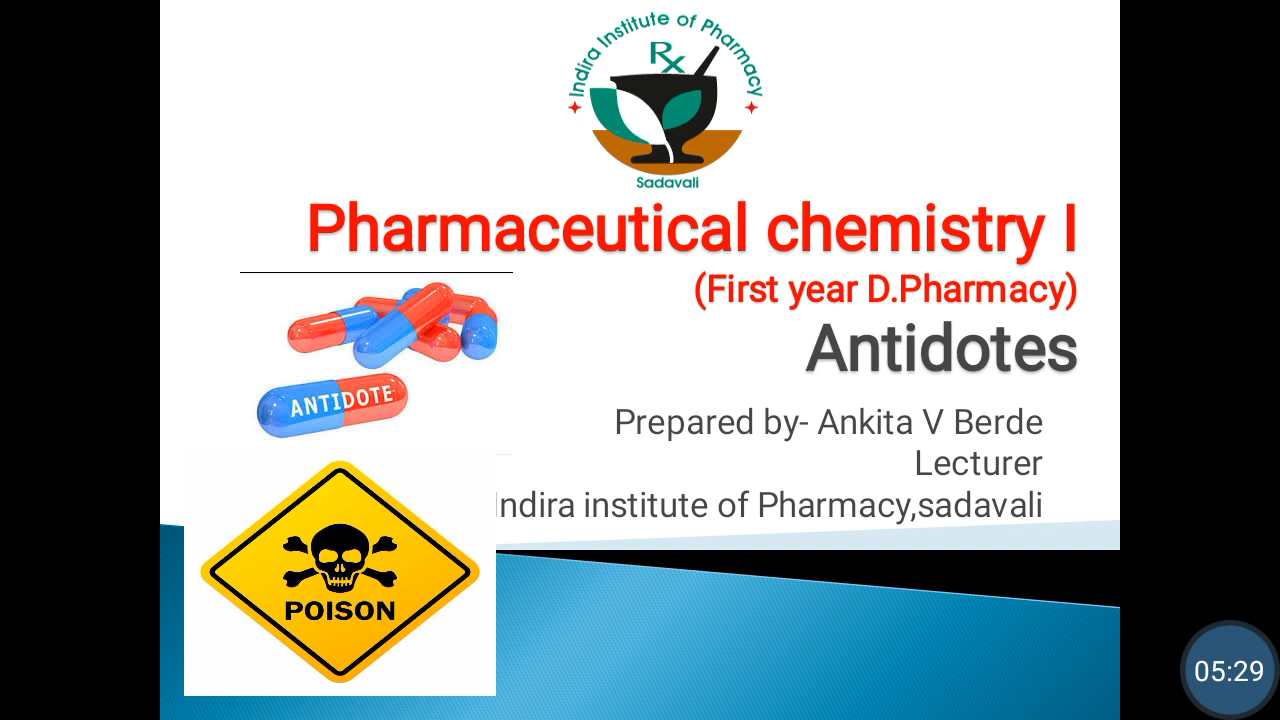 Indira Institute of Pharmacy
Rx
Sadavali
Pharmaceutical chemistry I
(First year D.Pharmacy)
Antidotes
ANTIDOTE
Prepared by- Ankita V Berde
Lecturer
Indira institute of Pharmacy,sadavali
POISON
05:29